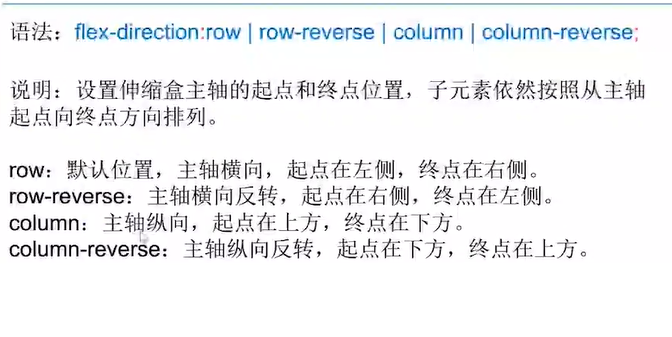 语法：flex-direction:row | row-reverse | column | column-reverse;
说明：设置伸缩盒主轴的起点和终点位置，子元素依然按照从主轴
起点向终点方向排列。
row：默认位置，主轴横向，起点在左侧，终点在右侧。
row-reverse：主轴横向反转，起点在右侧，终点在左侧。
column：主轴纵向，起点在上方，终点在下方。
column-reverse：主轴纵向反转，起点在下方，终点在上方。